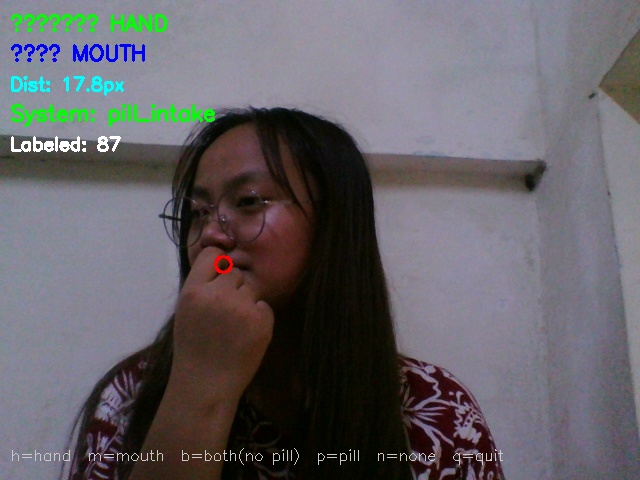 ??????? HAND
???? MOUTH
Dist: 17.8px
System: pill_intake
Labeled: 87
h=hand m=mouth b=both(no pill) p=pill n=none q=quit